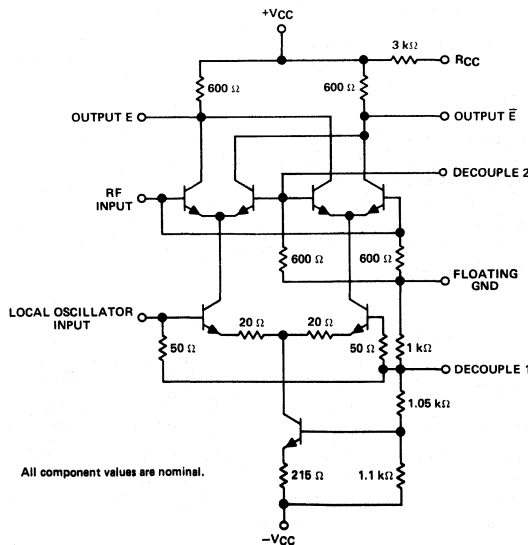 +VCC
3 kΩ
RCC
600 Ω
600 Ω
OUTPUT E
OUTPUT E̅
DECOUPLE 2
RF
INPUT
600 Ω
600 Ω
FLOATING
GND
LOCAL OSCILLATOR
INPUT
20 Ω
20 Ω
50 Ω
50 Ω
1 kΩ
DECOUPLE 1
1.05 kΩ
All component values are nominal.
215 Ω
1.1 kΩ
−VCC